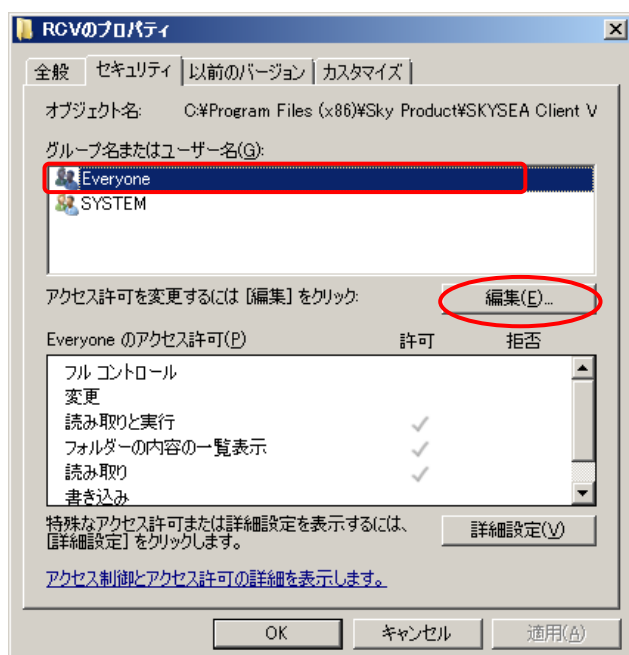 RCVのプロパティ
全般 セキュリティ 以前のバージョン カスタマイズ
オブジェクト名: C:¥Program Files (x86)¥Sky Product¥SKYSEA Client V
グループ名またはユーザー名(G):
Everyone
SYSTEM
アクセス許可を変更するには [編集] をクリック: 編集(E)...
Everyone のアクセス許可(P) 許可 拒否
フル コントロール
変更
読み取りと実行
フォルダーの内容の一覧表示
読み取り
書き込み
特殊なアクセス許可または詳細設定を表示するには、
[詳細設定] をクリックします。 詳細設定(V)
アクセス制御とアクセス許可の詳細を表示します。
OK キャンセル 適用(A)